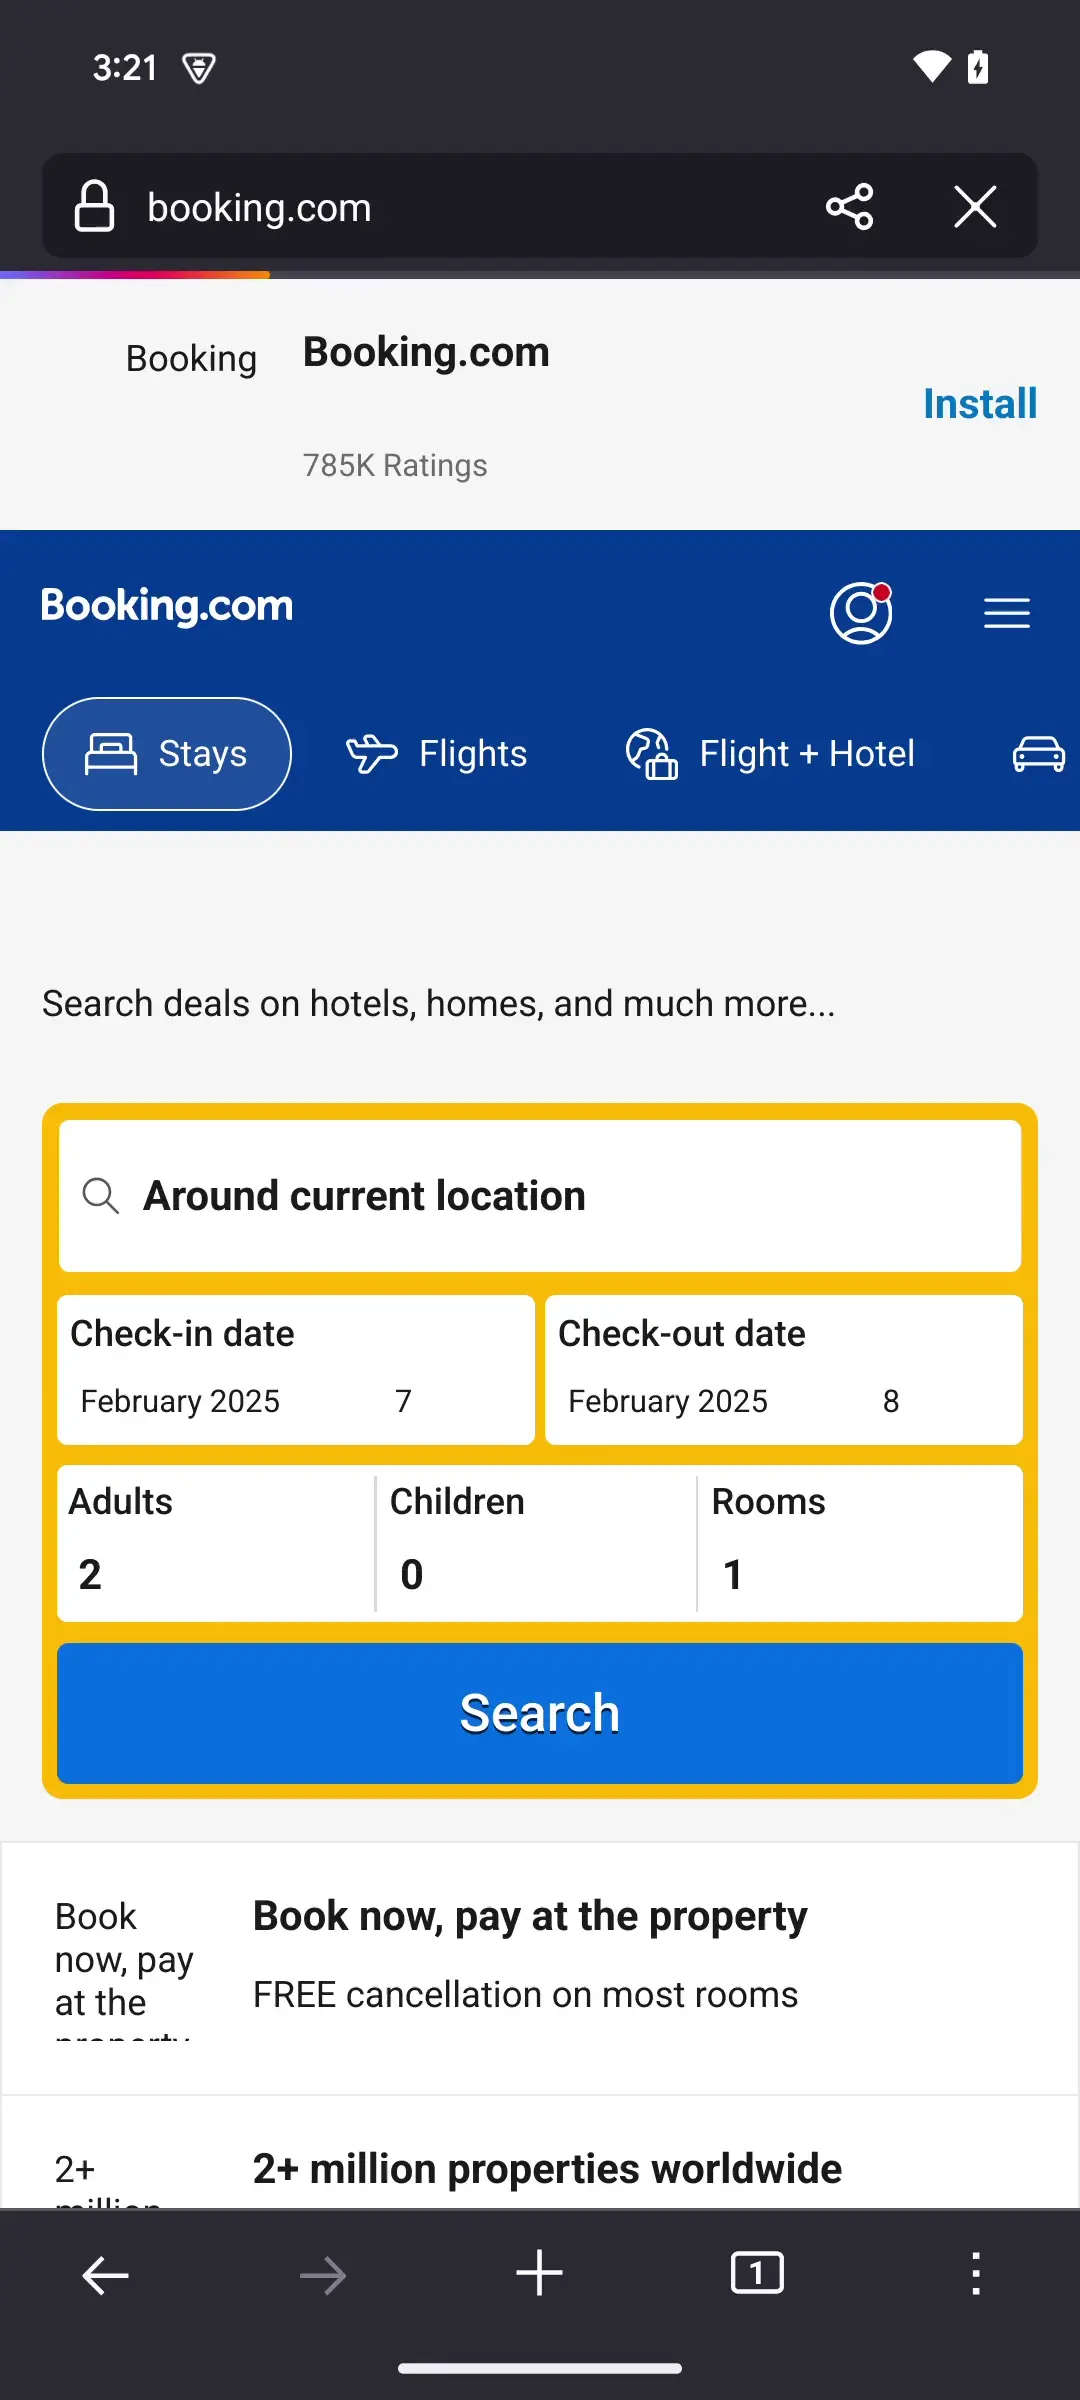 3:21
booking.com
Booking
Booking.com
Install
785K Ratings
Booking.com
Stays
Flights
Flight + Hotel
Search deals on hotels, homes, and much more...
Around current location
Check-in date
Check-out date
February 2025 7
February 2025 8
Adults
Children
Rooms
2
0
1
Search
Book now, pay at the property
Book
now, pay
at the
property
FREE cancellation on most rooms
2+ million properties worldwide
2+
million
1